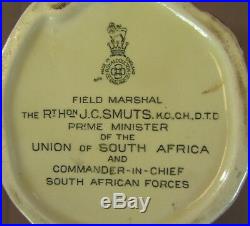 FIELD MARSHAL
THE RT HON J.C. SMUTS. K.C., C.H., D.T.D
PRIME MINISTER
OF THE
UNION OF SOUTH AFRICA
AND
COMMANDER-IN-CHIEF
SOUTH AFRICAN FORCES